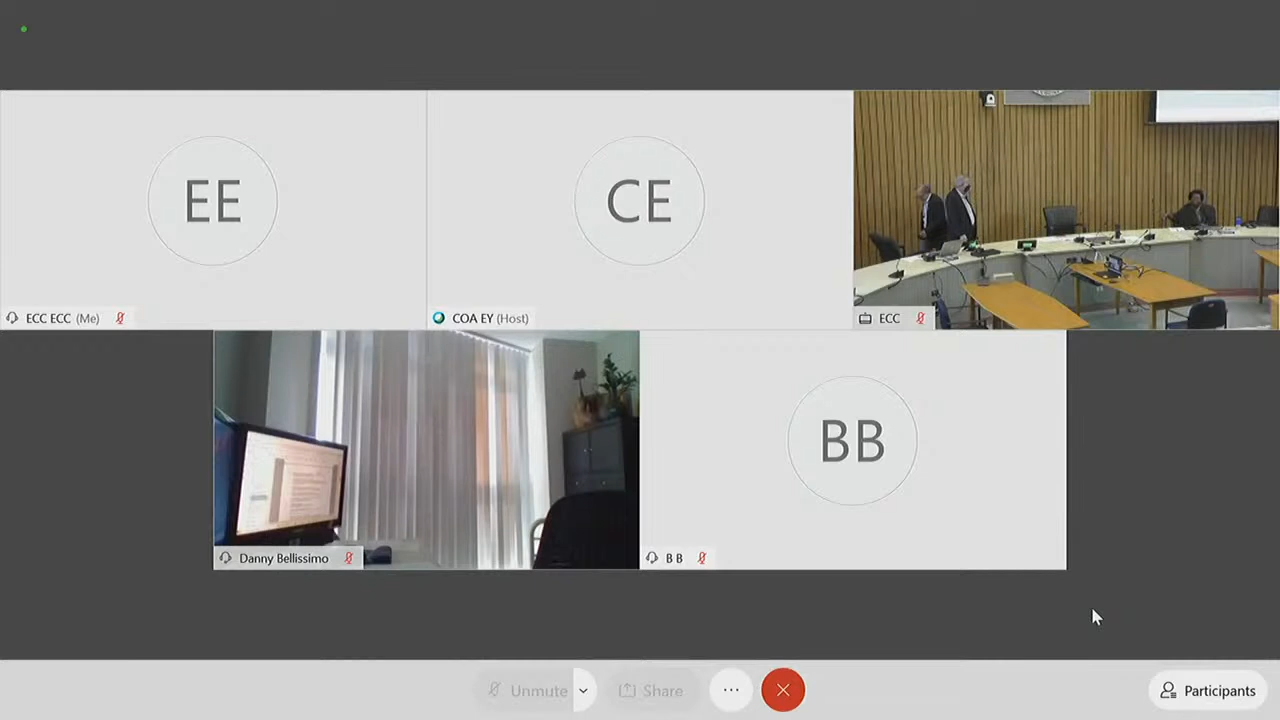 EE
CE
ECC ECC (Me)
COA EY (Host)
ECC
BB
Danny Bellissimo
B B
Unmute
Share
Participants